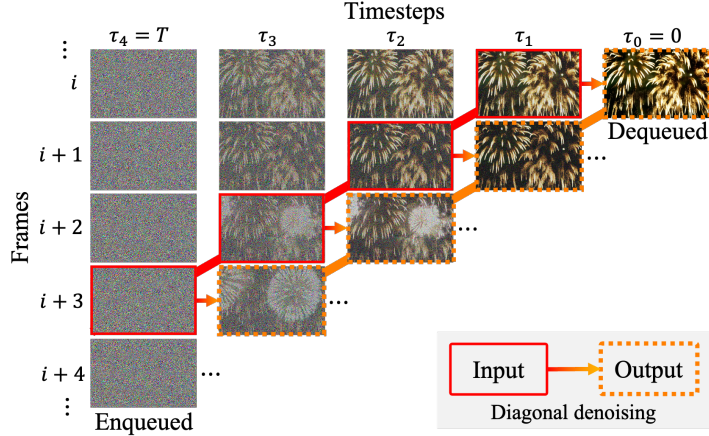 Timesteps
τ₄ = T τ₃ τ₂ τ₁ τ₀ = 0
⋮
i
Dequeued
i + 1
...
Frames
i + 2
...
i + 3
...
i + 4
...
⋮
Enqueued
Input Output
Diagonal denoising